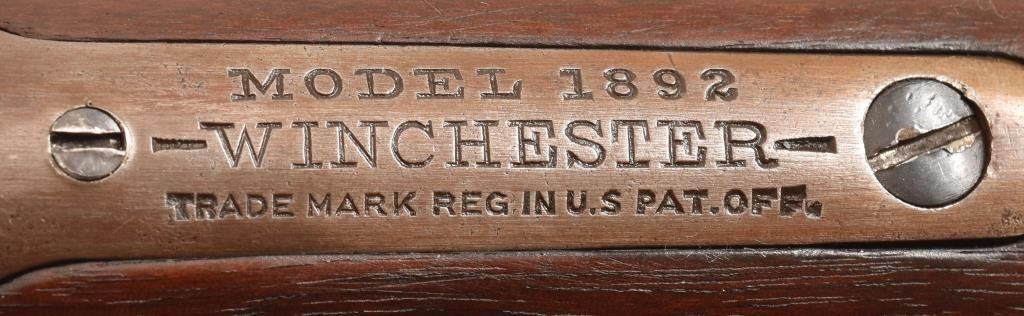 MODEL 1892
-WINCHESTER-
TRADE MARK REG. IN U.S PAT. OFF.